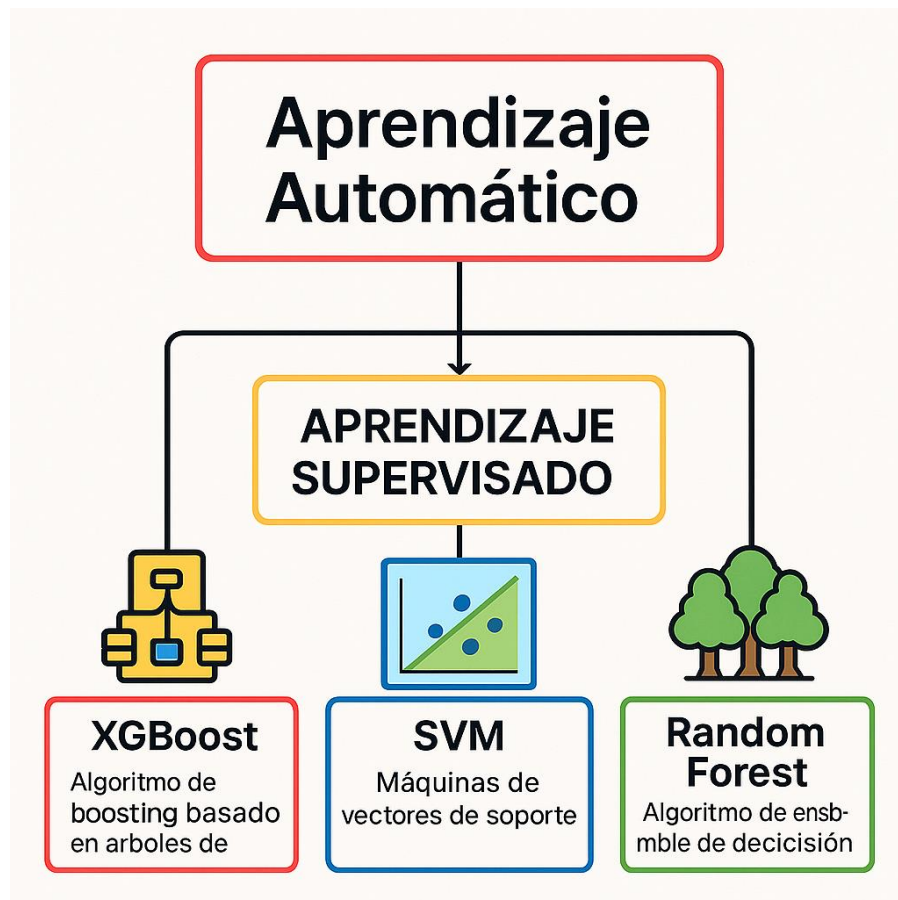 Aprendizaje
Automático
APRENDIZAJE
SUPERVISADO
XGBoost
Algoritmo de
boosting basado
en arboles de
SVM
Máquinas de
vectores de soporte
Random
Forest
Algoritmo de ensb-
mble de decicisión